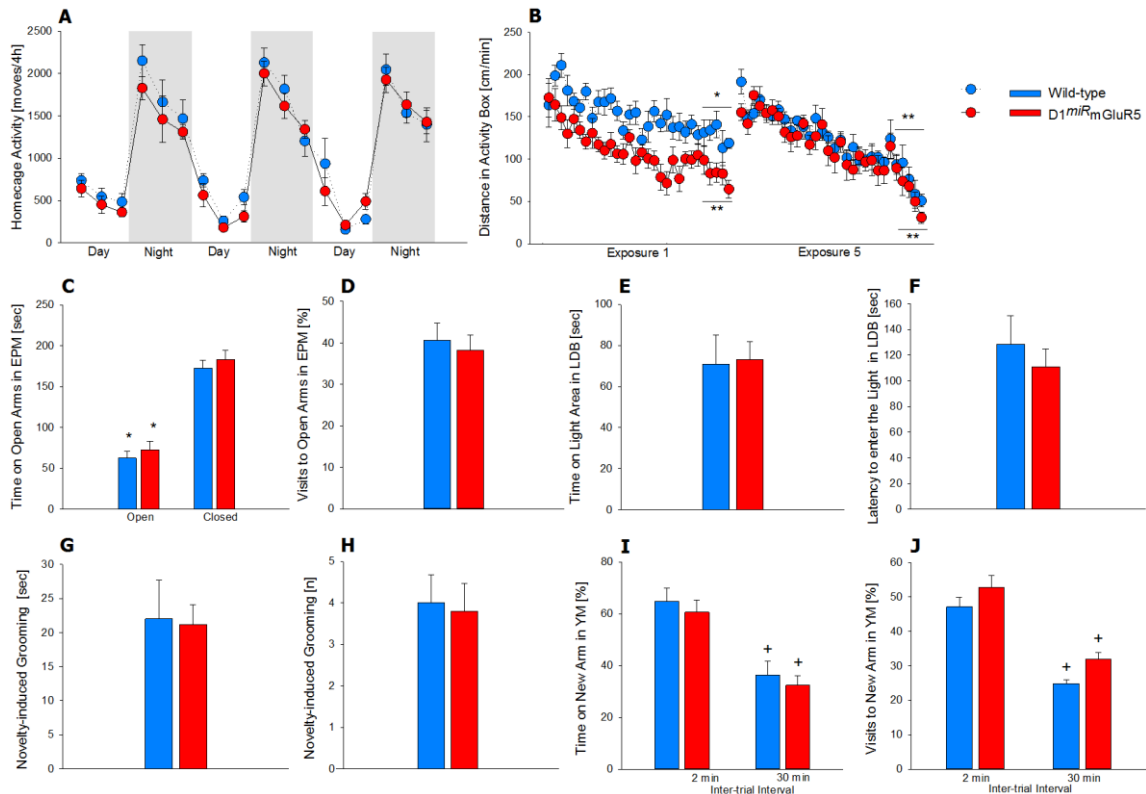 A
Homecage Activity [moves/4h]
2500
2000
1500
1000
500
0
Day
Night
Day
Night
Day
Night
B
Distance in Activity Box [cm/min]
250
200
150
100
50
0
*
**
**
**
Exposure 1
Exposure 5
Wild-type
D1miRmGluR5
C
Time on Open Arms in EPM [sec]
250
200
150
100
50
0
*
*
Open
Closed
D
Visits to Open Arms in EPM [%]
50
40
30
20
10
0
E
Time on Light Area in LDB [sec]
100
80
60
40
20
0
F
Latency to enter the Light in LDB [sec]
160
140
120
100
80
60
40
20
0
G
Novelty-induced Grooming [sec]
30
25
20
15
10
5
0
H
Novelty-induced Grooming [n]
5
4
3
2
1
0
I
Time on New Arm in YM [%]
80
60
40
20
0
+
+
2 min
30 min
Inter-trial Interval
J
Visits to New Arm in YM [%]
60
50
40
30
20
10
0
+
+
2 min
30 min
Inter-trial Interval